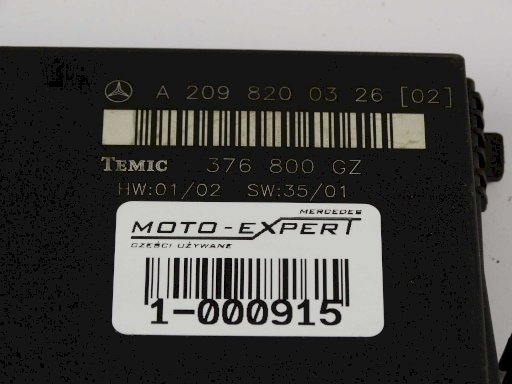 A 209 820 03 26 [02]
TEMIC 376 800 GZ
HW:01/02 SW:35/01
MERCEDES
MOTO-EXPERT
CZĘŚCI UŻYWANE
1-000915